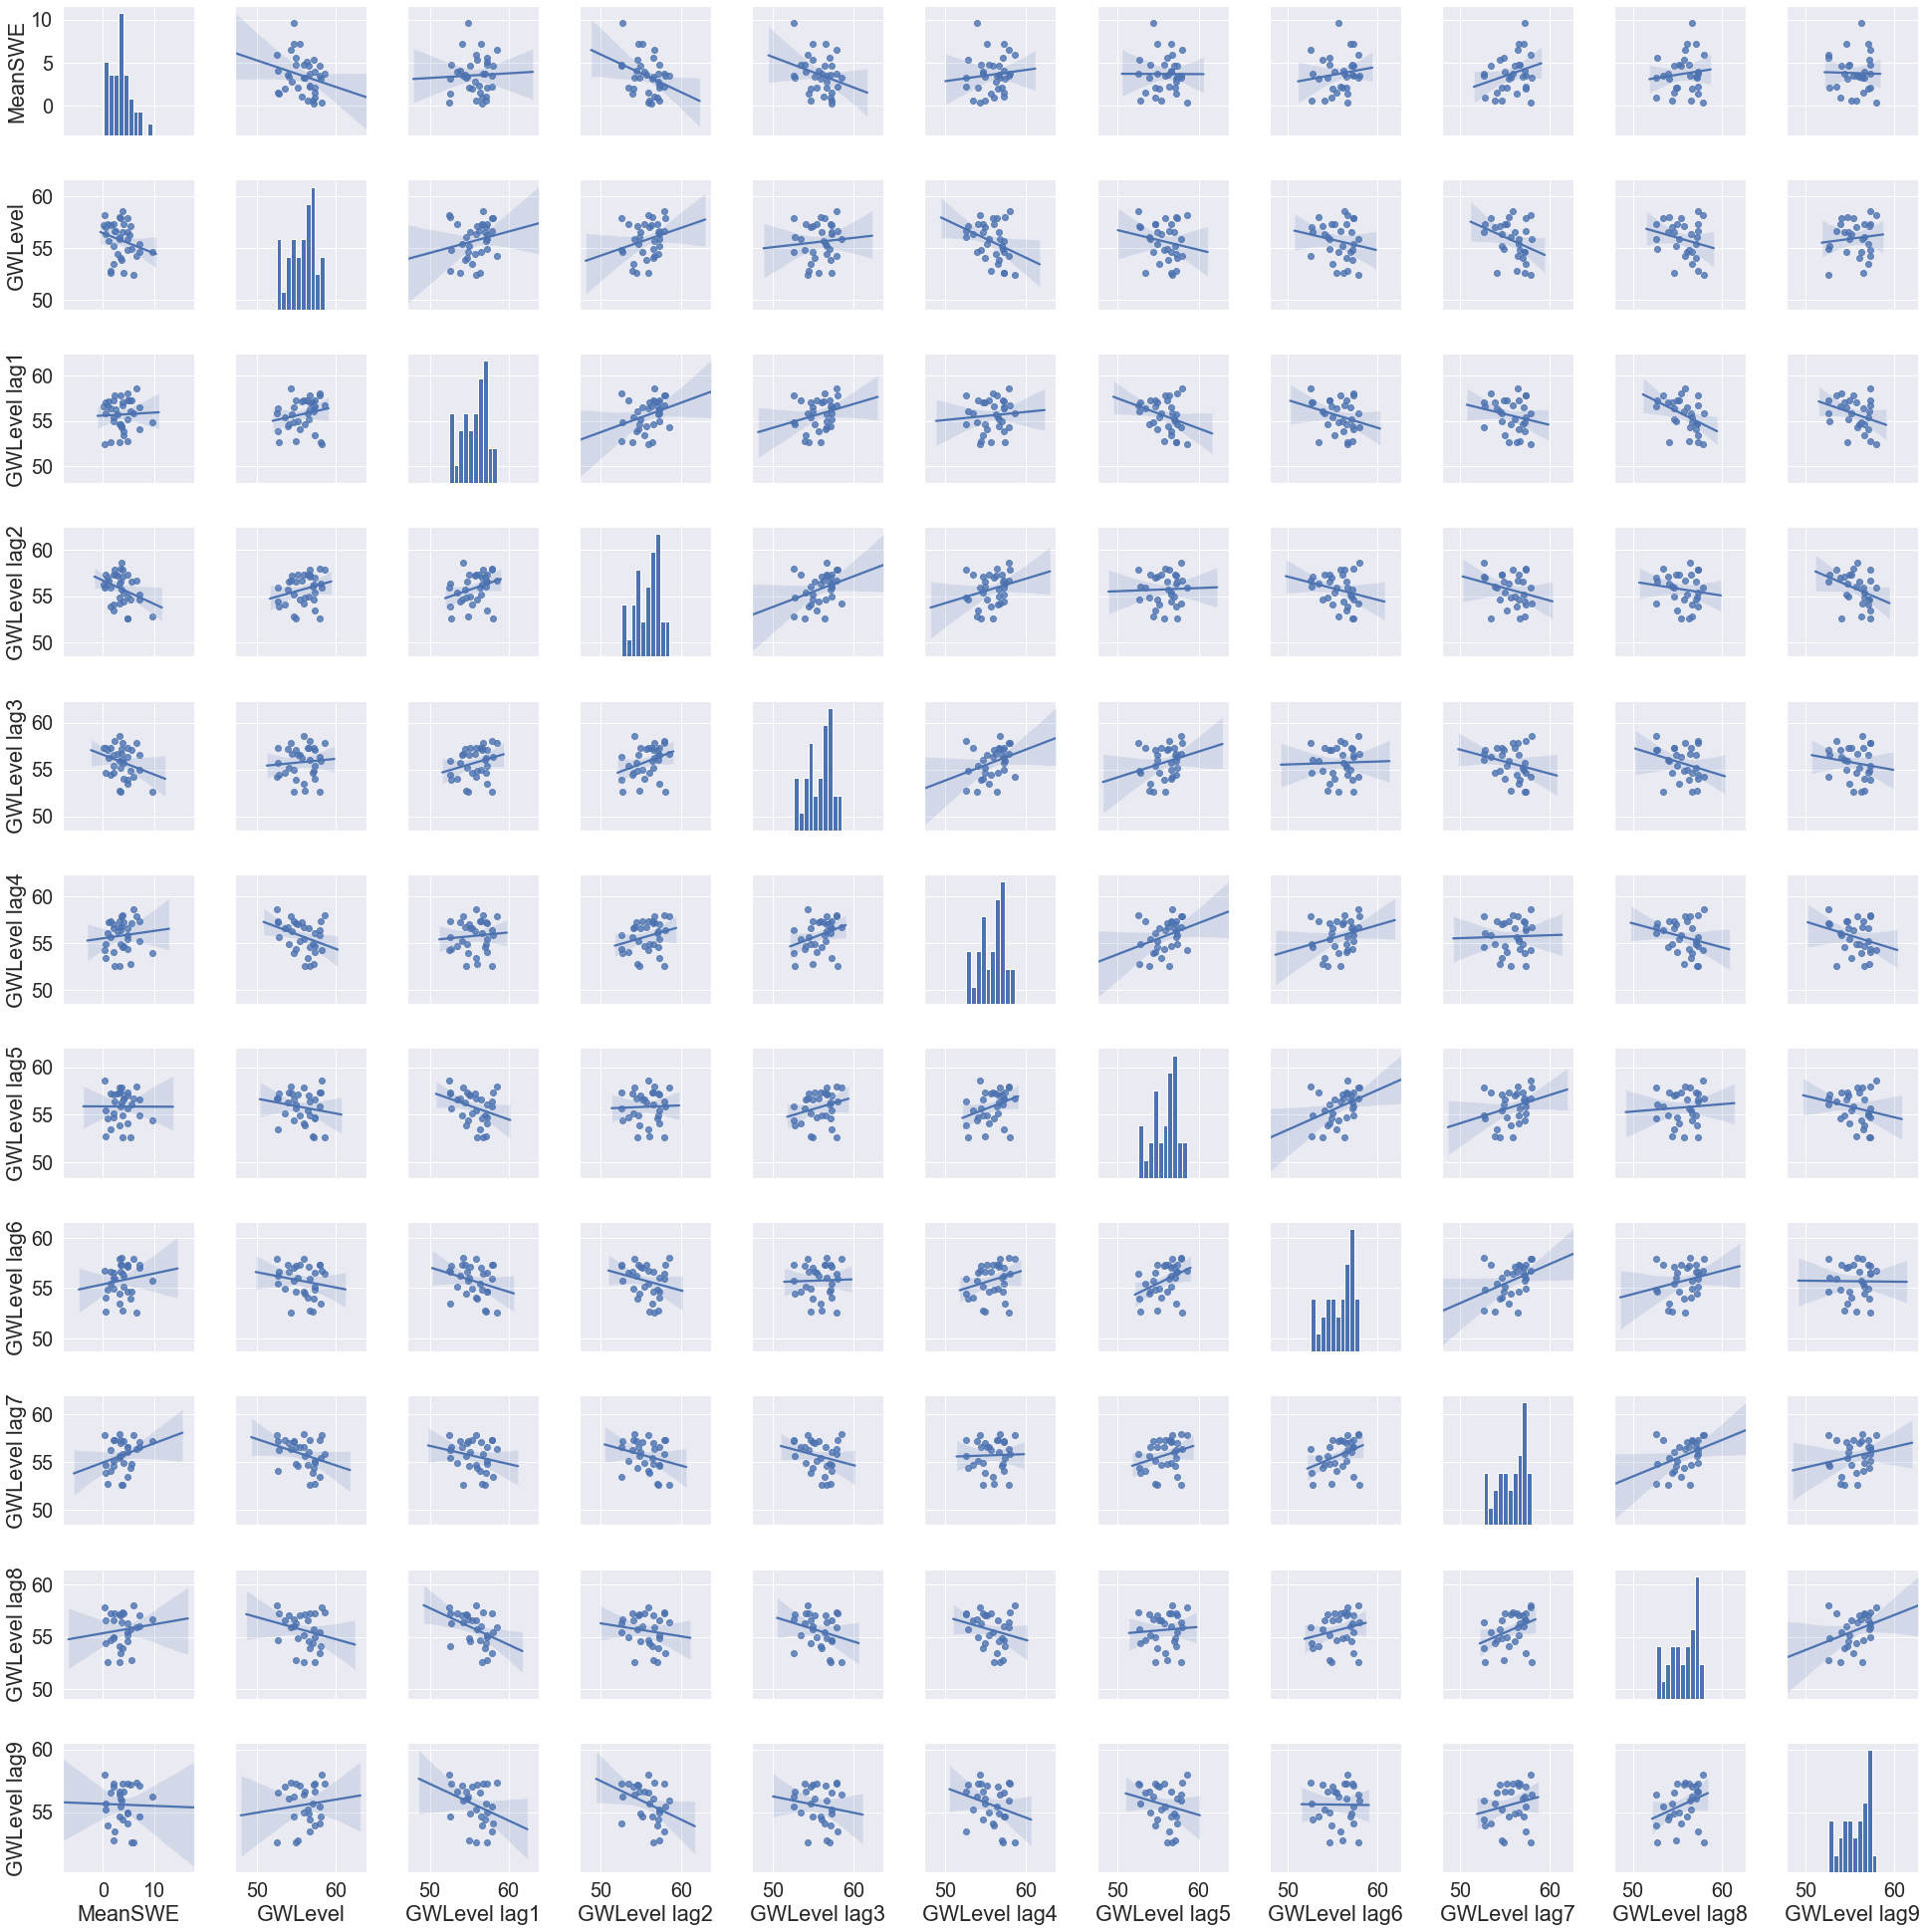 10
5
0
MeanSWE
60
55
50
GWLevel
60
55
50
GWLevel lag1
60
55
50
GWLevel lag2
60
55
50
GWLevel lag3
60
55
50
GWLevel lag4
60
55
50
GWLevel lag5
60
55
50
GWLevel lag6
60
55
50
GWLevel lag7
60
55
50
GWLevel lag8
60
55
GWLevel lag9
0 10 50 60 50 60 50 60 50 60 50 60 50 60 50 60 50 60 50 60 50 60
MeanSWE GWLevel GWLevel lag1 GWLevel lag2 GWLevel lag3 GWLevel lag4 GWLevel lag5 GWLevel lag6 GWLevel lag7 GWLevel lag8 GWLevel lag9